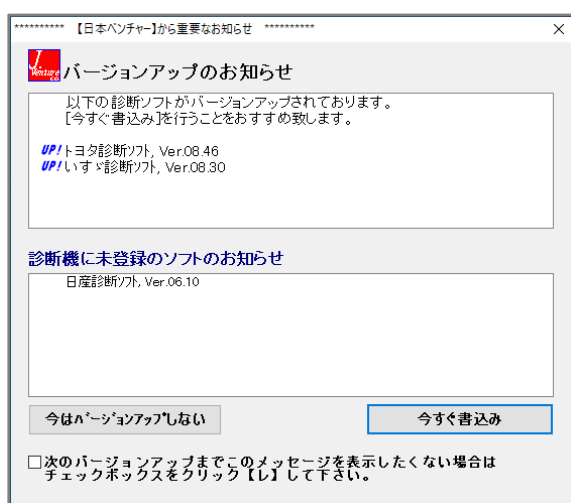 ********** 【日本ベンチャー】から重要なお知らせ **********
J Venture co.
バージョンアップのお知らせ
以下の診断ソフトがバージョンアップされております。
[今すぐ書込み]を行うことをおすすめ致します。
UP!トヨタ診断ソフト, Ver.08.46
UP!いすゞ診断ソフト, Ver.08.30
診断機に未登録のソフトのお知らせ
日産診断ソフト, Ver.06.10
今はバージョンアップしない
今すぐ書込み
次のバージョンアップまでこのメッセージを表示したくない場合は
チェックボックスをクリック【レ】して下さい。